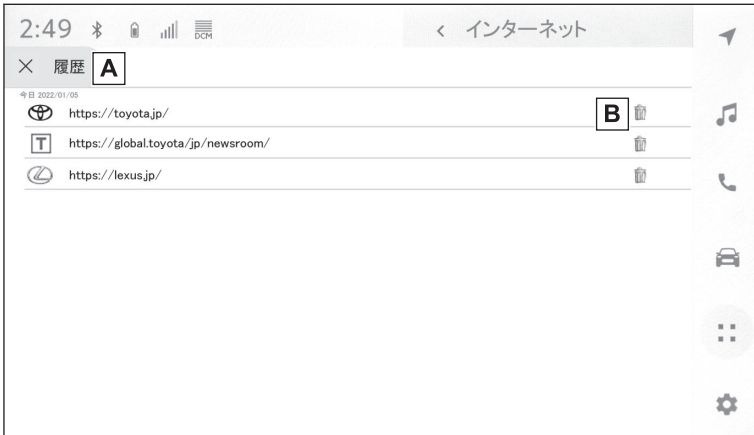 2:49 DCM インターネット
履歴 A
今日 2022/01/05
https://toyota.jp/ B
T https://global.toyota/jp/newsroom/
https://lexus.jp/